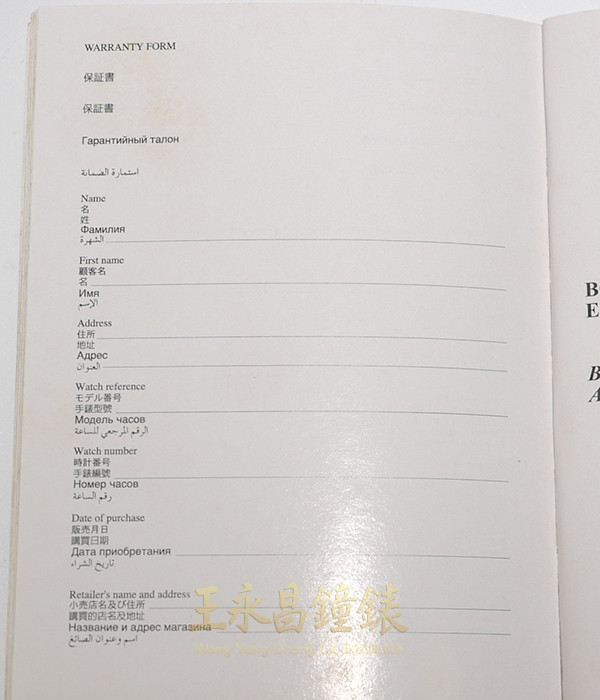 WARRANTY FORM
保証書
保証書
Гарантийный талон
استمارة الضمانة
Name
名
姓
Фамилия
الشهرة
First name
顧客名
名
Имя
الإسم
Address
住所
地址
Адрес
العنوان
Watch reference
モデル番号
手錶型號
Модель часов
الرقم المرجعي للساعة
Watch number
時計番号
手錶編號
Номер часов
رقم الساعة
Date of purchase
販売月日
購買日期
Дата приобретания
تاريخ الشراء
Retailer's name and address
小売店名及び住所
購買的店名及地址
Название и адрес магазина
اسم وعنوان الصائغ
王永昌鐘錶
B
E
B
A